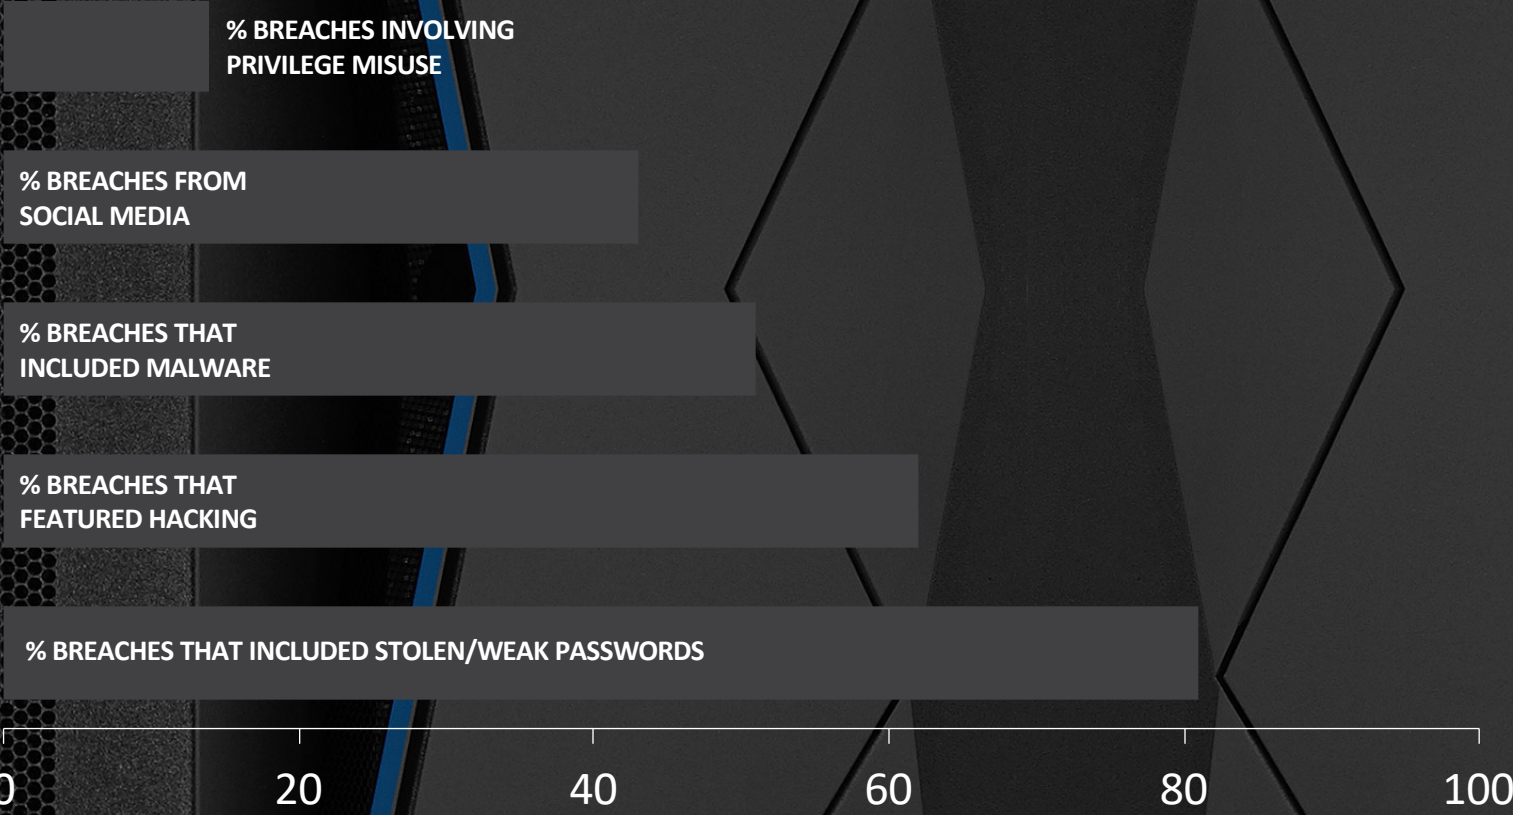 % BREACHES INVOLVING
PRIVILEGE MISUSE
% BREACHES FROM
SOCIAL MEDIA
% BREACHES THAT
INCLUDED MALWARE
% BREACHES THAT
FEATURED HACKING
% BREACHES THAT INCLUDED STOLEN/WEAK PASSWORDS
0 20 40 60 80 100